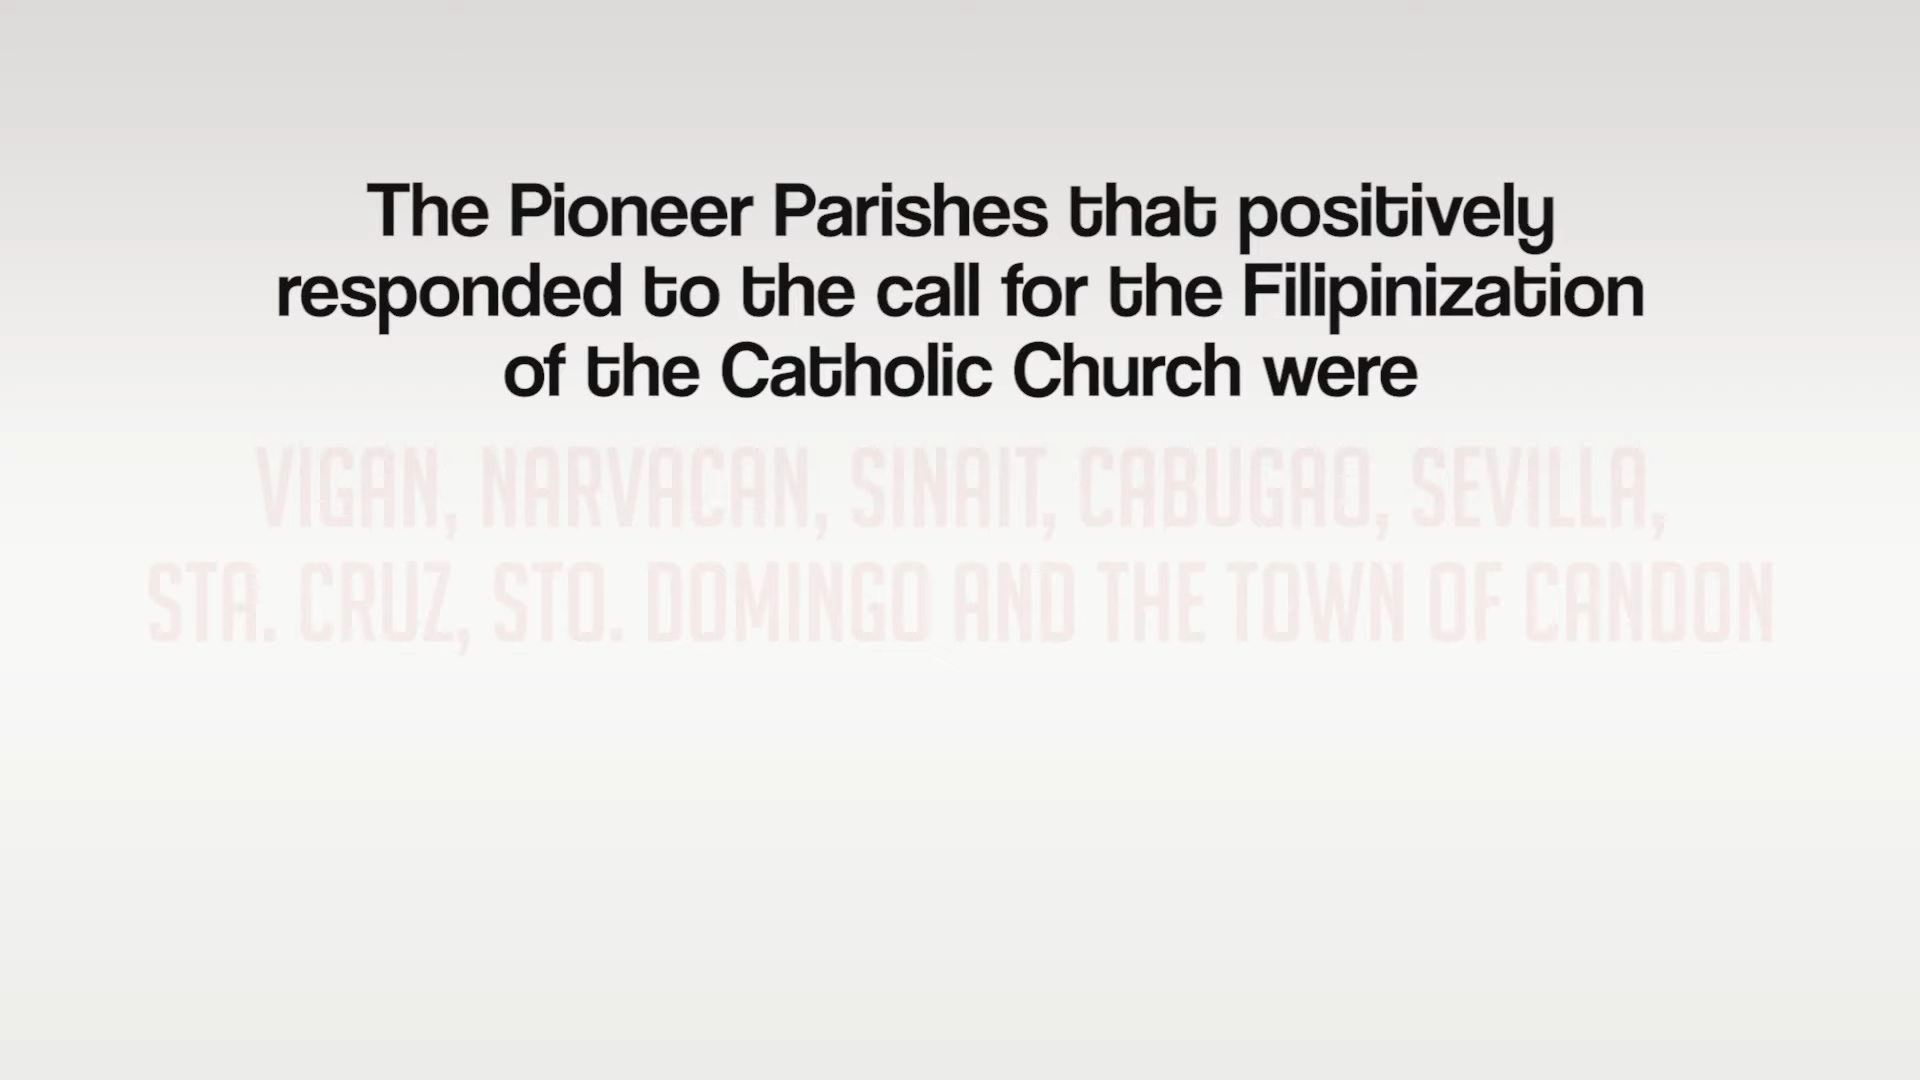 The Pioneer Parishes that positively
responded to the call for the Filipinization
of the Catholic Church were
VIGAN, NARVACAN, SINAIT, CABUGAO, SEVILLA,
STA. CRUZ, STO. DOMINGO AND THE TOWN OF CANDON